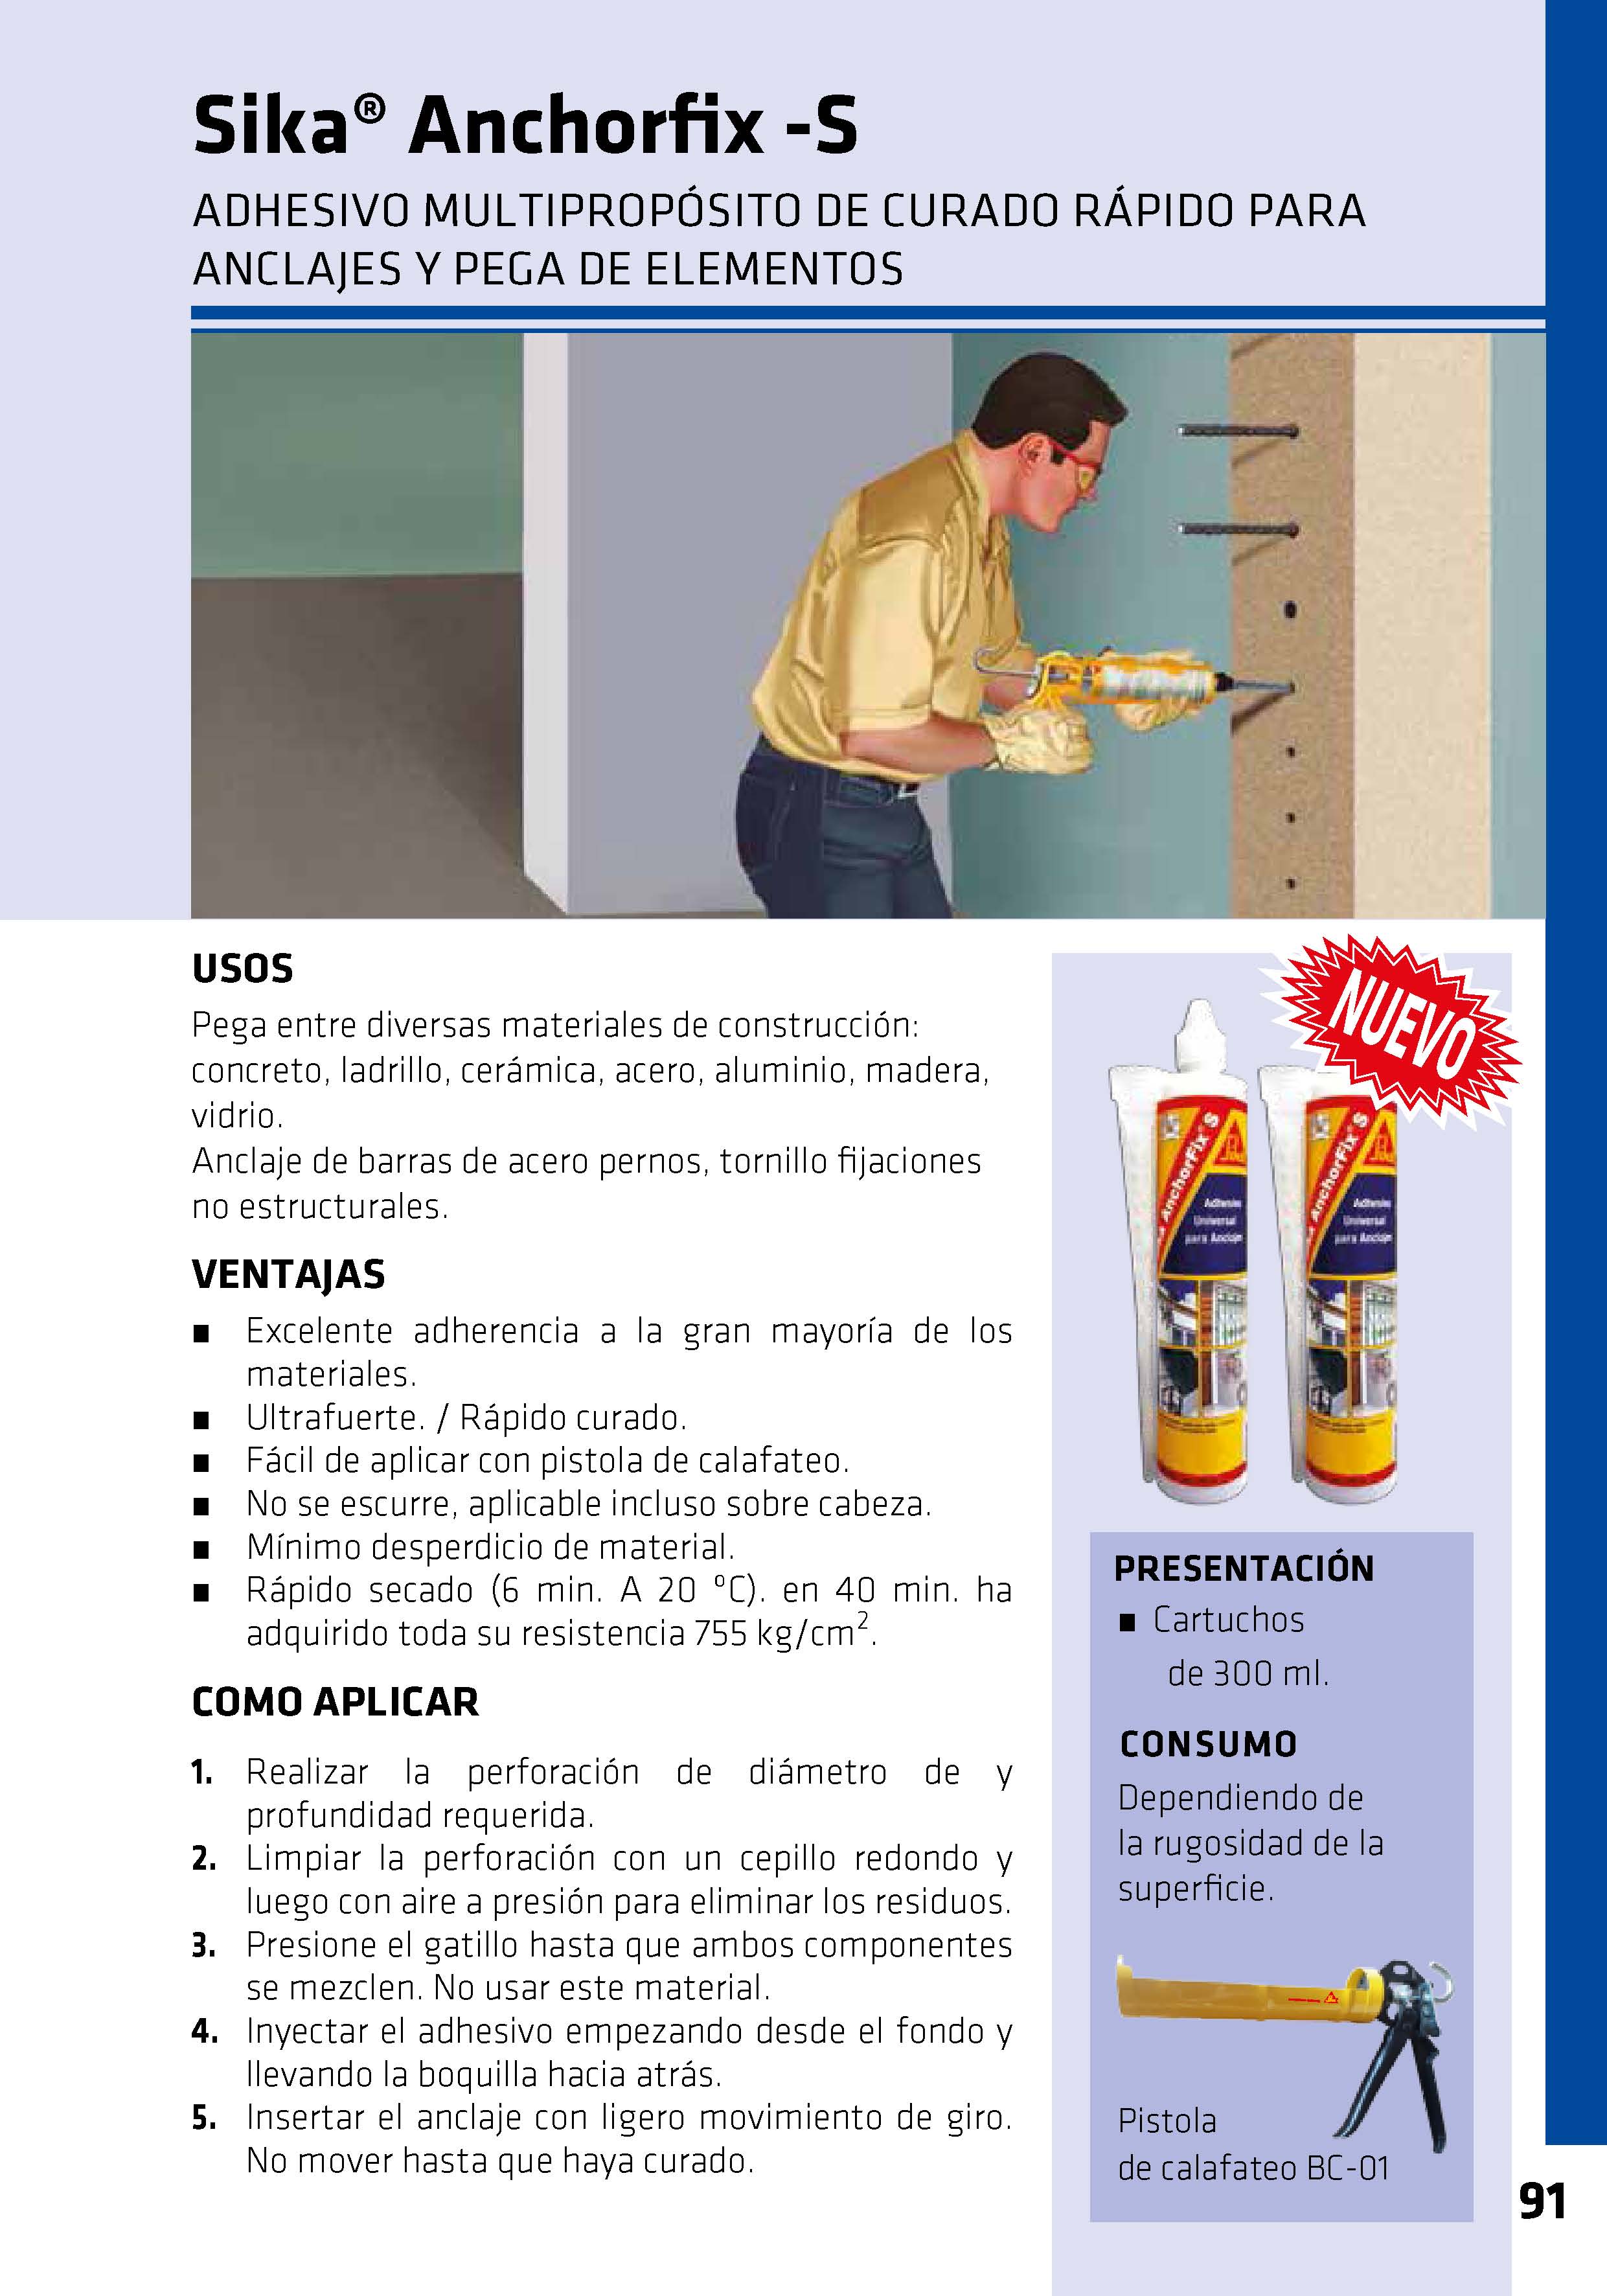 Sika® Anchorfix -S
ADHESIVO MULTIPROPÓSITO DE CURADO RÁPIDO PARA
ANCLAJES Y PEGA DE ELEMENTOS
USOS
Pega entre diversas materiales de construcción:
concreto, ladrillo, cerámica, acero, aluminio, madera,
vidrio.
Anclaje de barras de acero pernos, tornillo fijaciones
no estructurales.
VENTAJAS
■ Excelente adherencia a la gran mayoría de los
materiales.
■ Ultrafuerte. / Rápido curado.
■ Fácil de aplicar con pistola de calafateo.
■ No se escurre, aplicable incluso sobre cabeza.
■ Mínimo desperdicio de material.
■ Rápido secado (6 min. A 20 ºC). en 40 min. ha
adquirido toda su resistencia 755 kg/cm².
COMO APLICAR
1. Realizar la perforación de diámetro de y
profundidad requerida.
2. Limpiar la perforación con un cepillo redondo y
luego con aire a presión para eliminar los residuos.
3. Presione el gatillo hasta que ambos componentes
se mezclen. No usar este material.
4. Inyectar el adhesivo empezando desde el fondo y
llevando la boquilla hacia atrás.
5. Insertar el anclaje con ligero movimiento de giro.
No mover hasta que haya curado.
NUEVO
AnchorFix® S
Universal
para Anclaje
AnchorFix® S
Universal
para Anclaje
PRESENTACIÓN
■ Cartuchos
de 300 ml.
CONSUMO
Dependiendo de
la rugosidad de la
superficie.
Pistola
de calafateo BC-01
91